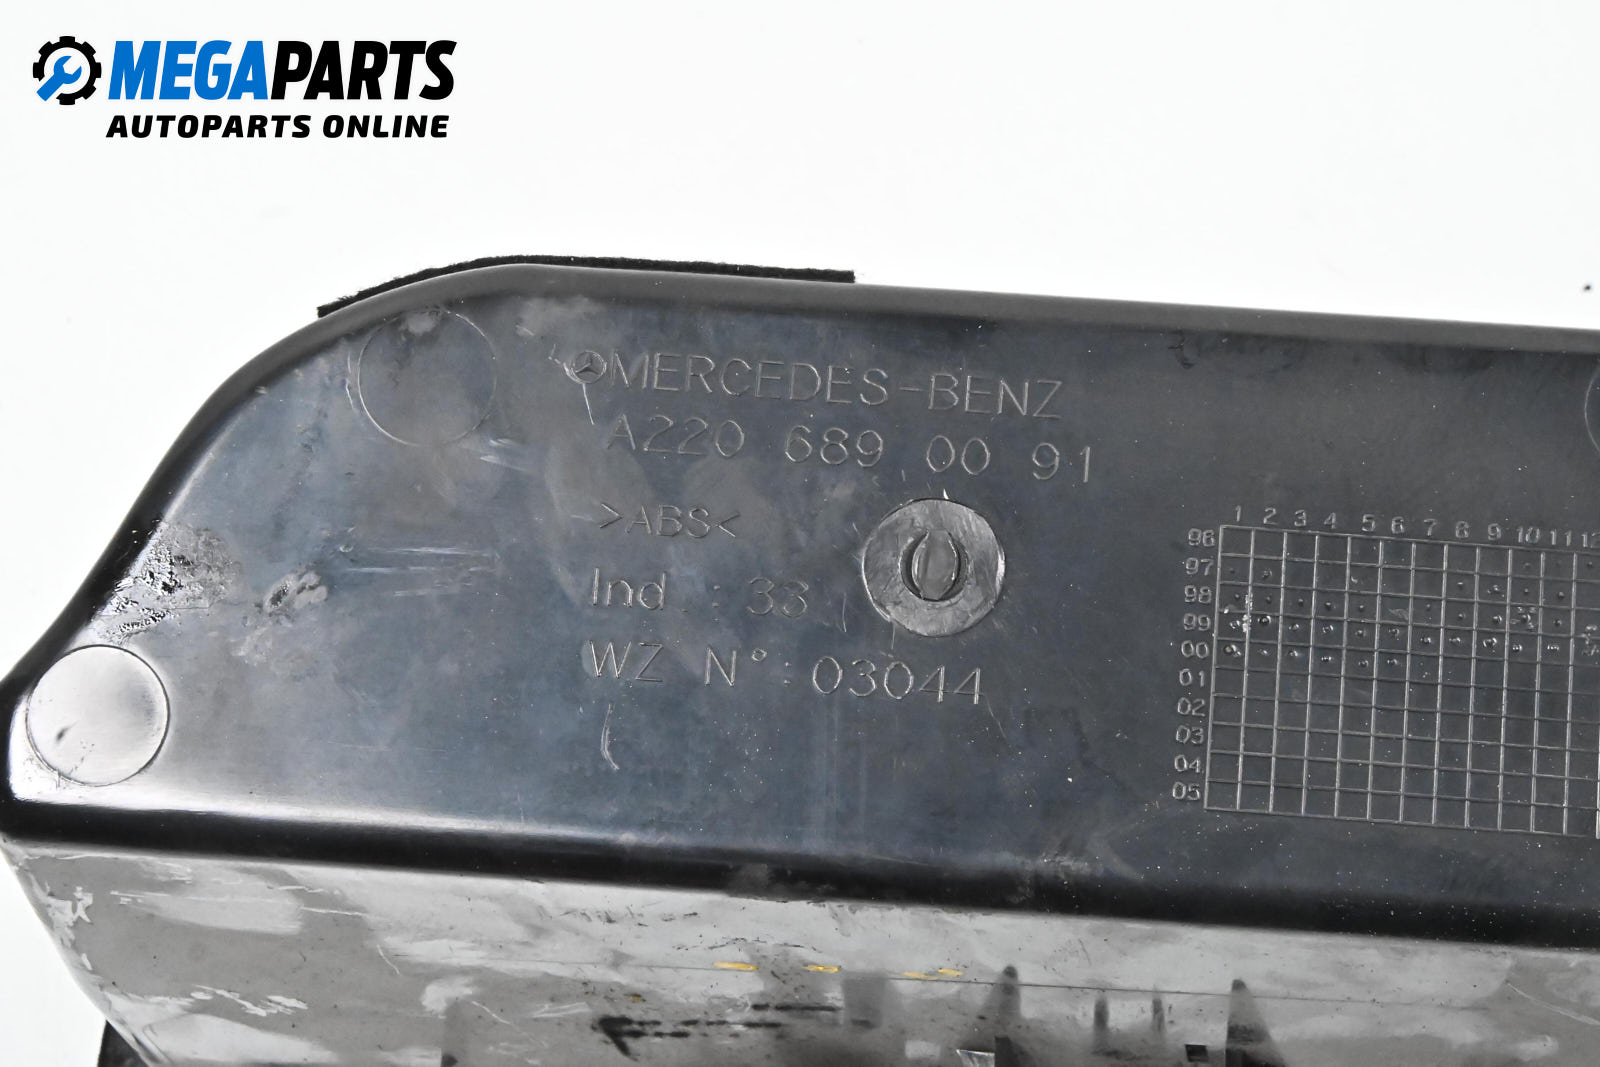 MEGAPARTS
AUTOPARTS ONLINE
MERCEDES-BENZ
A220 689 00 91
>ABS<
Ind. : 33
WZ N° : 03044
1 2 3 4 5 6 7 8 9 10 11 12
96
97
98
99
00
01
02
03
04
05